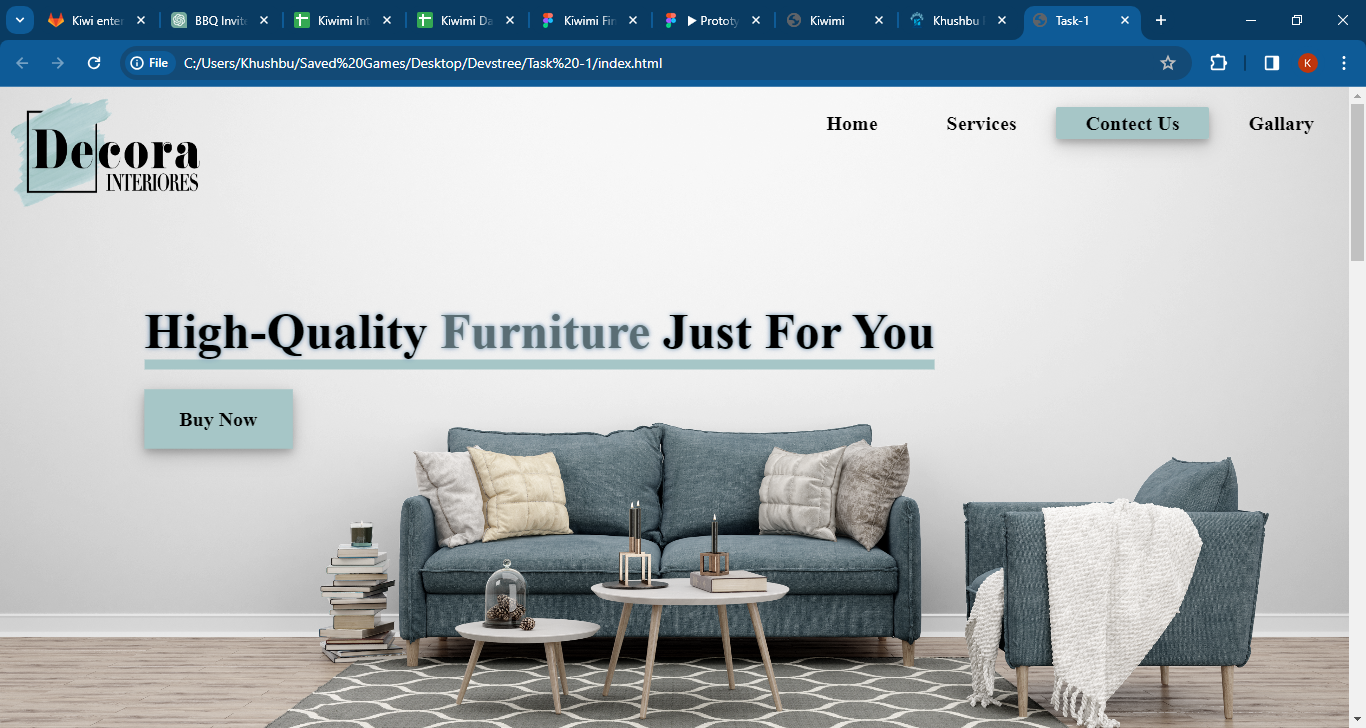 Kiwi enter
BBQ Invite
Kiwimi Int
Kiwimi Da
Kiwimi Fin
Prototy
Kiwimi
Khushbu
Task-1
File
C:/Users/Khushbu/Saved%20Games/Desktop/Devstree/Task%20-1/index.html
K
Decora
INTERIORES
Home
Services
Contect Us
Gallary
High-Quality Furniture Just For You
Buy Now